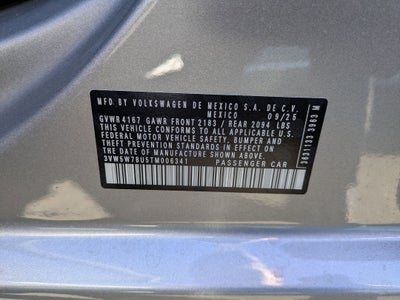 MFD.BY VOLKSWAGEN DE MEXICO S.A. DE C.V.
MEXICO 09/25
GVWR 4167 GAWR FRONT 2183 / REAR 2094 LBS
THIS VEHICLE CONFORMS TO ALL APPLICABLE U.S.
FEDERAL MOTOR VEHICLE SAFETY, BUMPER AND
THEFT PREVENTION STANDARDS IN EFFECT ON THE
DATE OF MANUFACTURE SHOWN ABOVE.
3VW5W7BU5TM006341 PASSENGER CAR
3631133 3963 M